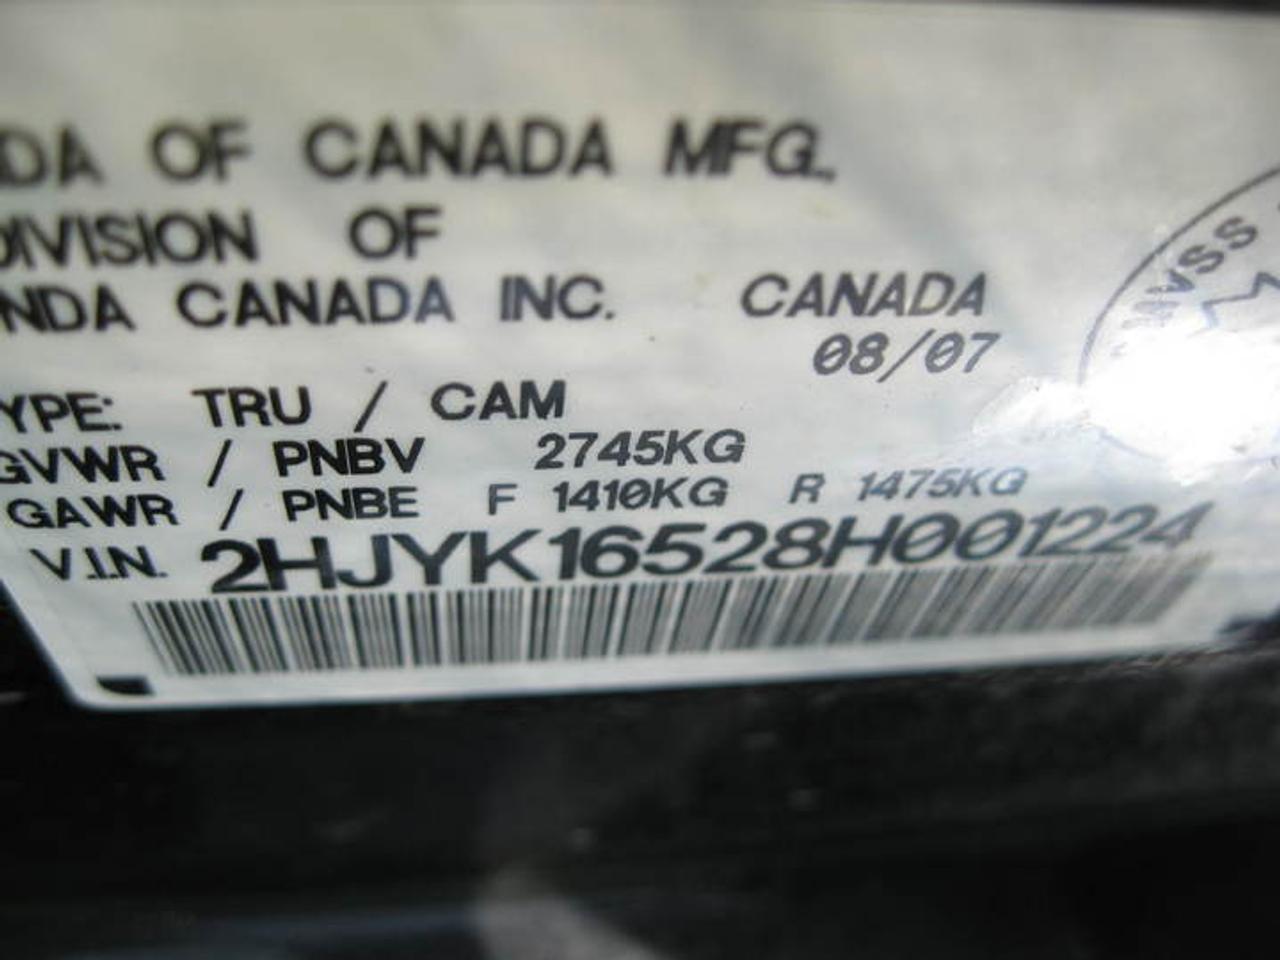 DA OF CANADA MFG.,
DIVISION OF
NDA CANADA INC. CANADA
08/07
YPE: TRU / CAM
GVWR / PNBV 2745KG
GAWR / PNBE F 1410KG R 1475KG
V.I.N. 2HJYK16528H001224